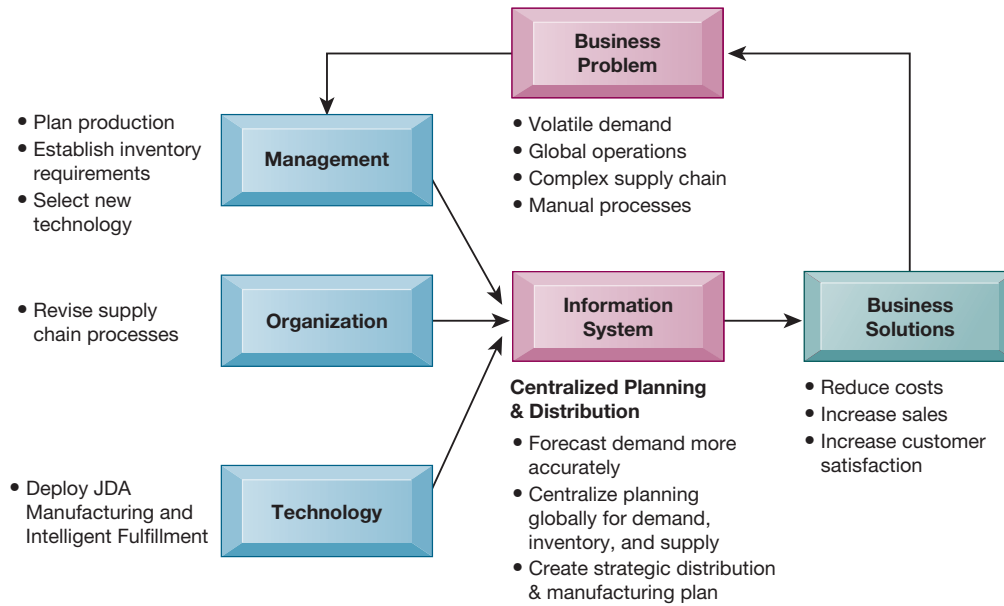 Business
Problem
• Volatile demand
• Global operations
• Complex supply chain
• Manual processes
• Plan production
• Establish inventory
requirements
• Select new
technology
Management
• Revise supply
chain processes
Organization
• Deploy JDA
Manufacturing and
Intelligent Fulfillment
Technology
Information
System
Centralized Planning
& Distribution
• Forecast demand more
accurately
• Centralize planning
globally for demand,
inventory, and supply
• Create strategic distribution
& manufacturing plan
Business
Solutions
• Reduce costs
• Increase sales
• Increase customer
satisfaction